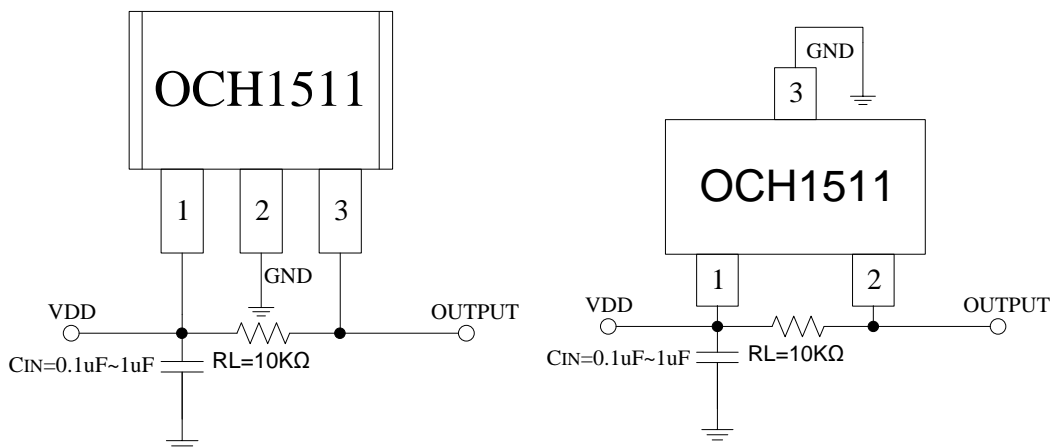 OCH1511
1
2
3
GND
VDD
OUTPUT
CIN=0.1uF~1uF
RL=10KΩ
GND
3
OCH1511
1
2
VDD
OUTPUT
CIN=0.1uF~1uF
RL=10KΩ